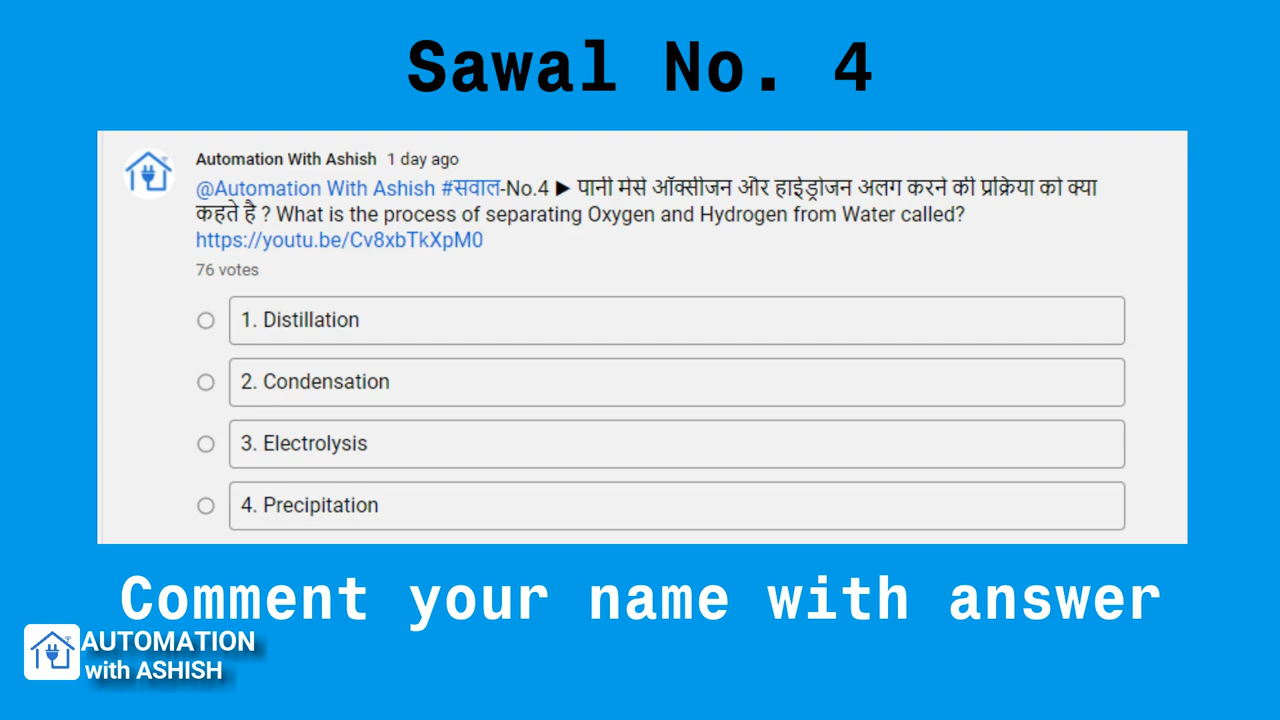 Sawal No. 4
Automation With Ashish 1 day ago
@Automation With Ashish #सवाल-No.4 ▶ पानी मेसे ऑक्सीजन और हाईड्रोजन अलग करने की प्रक्रिया को क्या
कहते है ? What is the process of separating Oxygen and Hydrogen from Water called?
https://youtu.be/Cv8xbTkXpM0
76 votes
1. Distillation
2. Condensation
3. Electrolysis
4. Precipitation
Comment your name with answer
AUTOMATION
with ASHISH